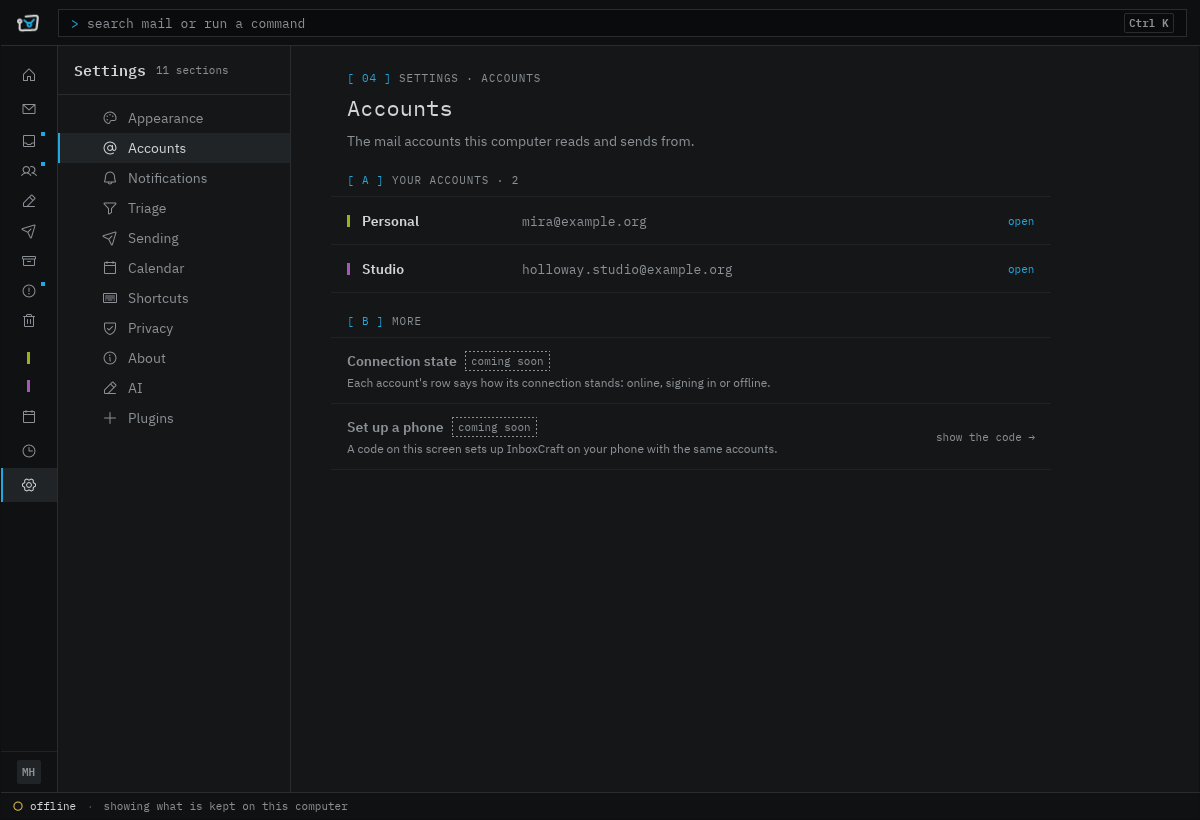 > search mail or run a command
Ctrl K
Settings 11 sections
Appearance
Accounts
Notifications
Triage
Sending
Calendar
Shortcuts
Privacy
About
AI
Plugins
[ 04 ] SETTINGS · ACCOUNTS
Accounts
The mail accounts this computer reads and sends from.
[ A ] YOUR ACCOUNTS · 2
Personal mira@example.org open
Studio holloway.studio@example.org open
[ B ] MORE
Connection state coming soon
Each account's row says how its connection stands: online, signing in or offline.
Set up a phone coming soon
A code on this screen sets up InboxCraft on your phone with the same accounts.
show the code →
MH
offline · showing what is kept on this computer